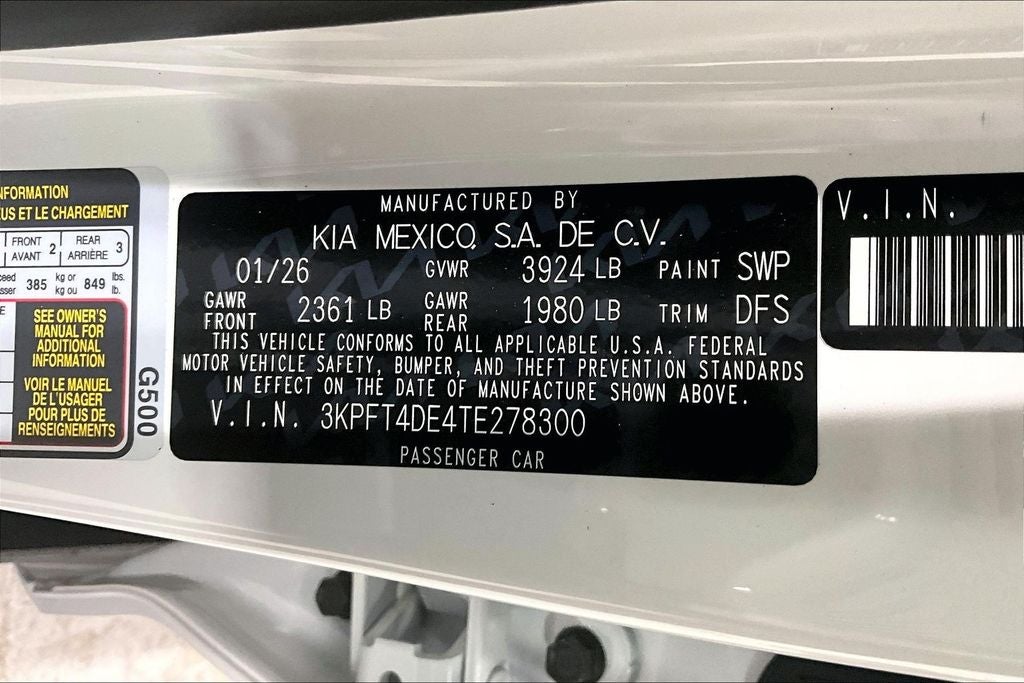 INFORMATION
US ET LE CHARGEMENT
FRONT AVANT 2 REAR ARRIÈRE 3
385 kg or kg ou 849 lbs. lb.
SEE OWNER'S
MANUAL FOR
ADDITIONAL
INFORMATION
VOIR LE MANUEL
DE L'USAGER
POUR PLUS DE
RENSEIGNEMENTS
G500
MANUFACTURED BY
KIA MEXICO, S.A. DE C.V.
01/26 GVWR 3924 LB PAINT SWP
GAWR FRONT 2361 LB GAWR REAR 1980 LB TRIM DFS
THIS VEHICLE CONFORMS TO ALL APPLICABLE U.S.A. FEDERAL
MOTOR VEHICLE SAFETY, BUMPER, AND THEFT PREVENTION STANDARDS
IN EFFECT ON THE DATE OF MANUFACTURE SHOWN ABOVE.
V.I.N. 3KPFT4DE4TE278300
PASSENGER CAR
V.I.N.